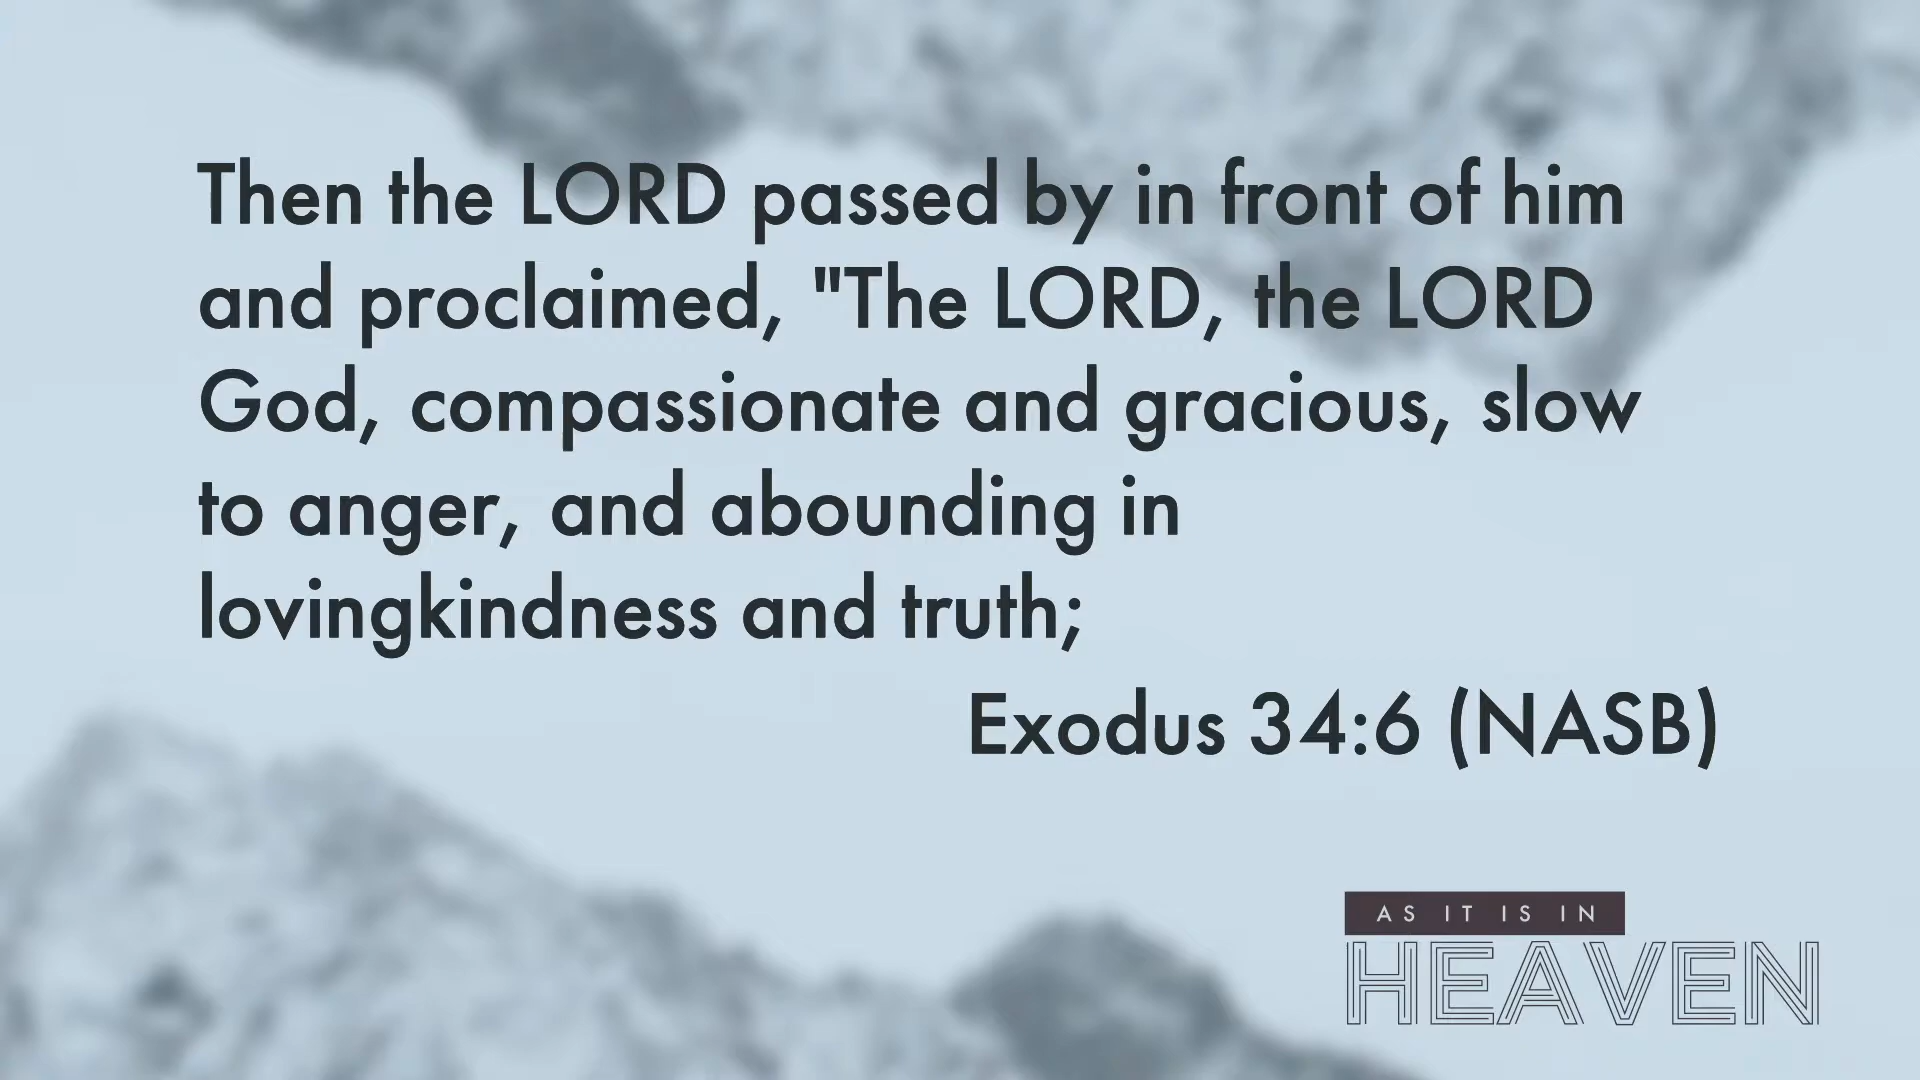 Then the LORD passed by in front of him
and proclaimed, "The LORD, the LORD
God, compassionate and gracious, slow
to anger, and abounding in
lovingkindness and truth;
Exodus 34:6 (NASB)
AS IT IS IN
HEAVEN